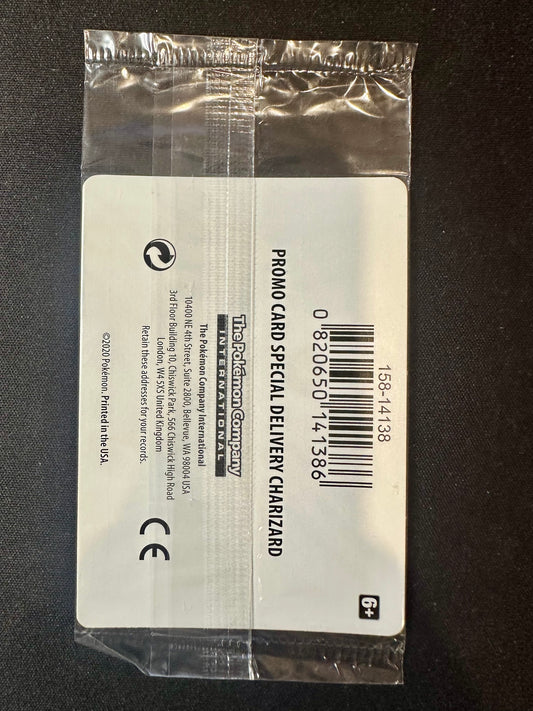 158-14138
0 820650 141386
PROMO CARD SPECIAL DELIVERY CHARIZARD
The Pokémon Company
INTERNATIONAL
The Pokémon Company International
10400 NE 4th Street, Suite 2800, Bellevue, WA 98004 USA
3rd Floor Building 10, Chiswick Park, 566 Chiswick High Road
London, W4 5XS United Kingdom
Retain these addresses for your records.
©2020 Pokémon. Printed in the USA.
CE
6+